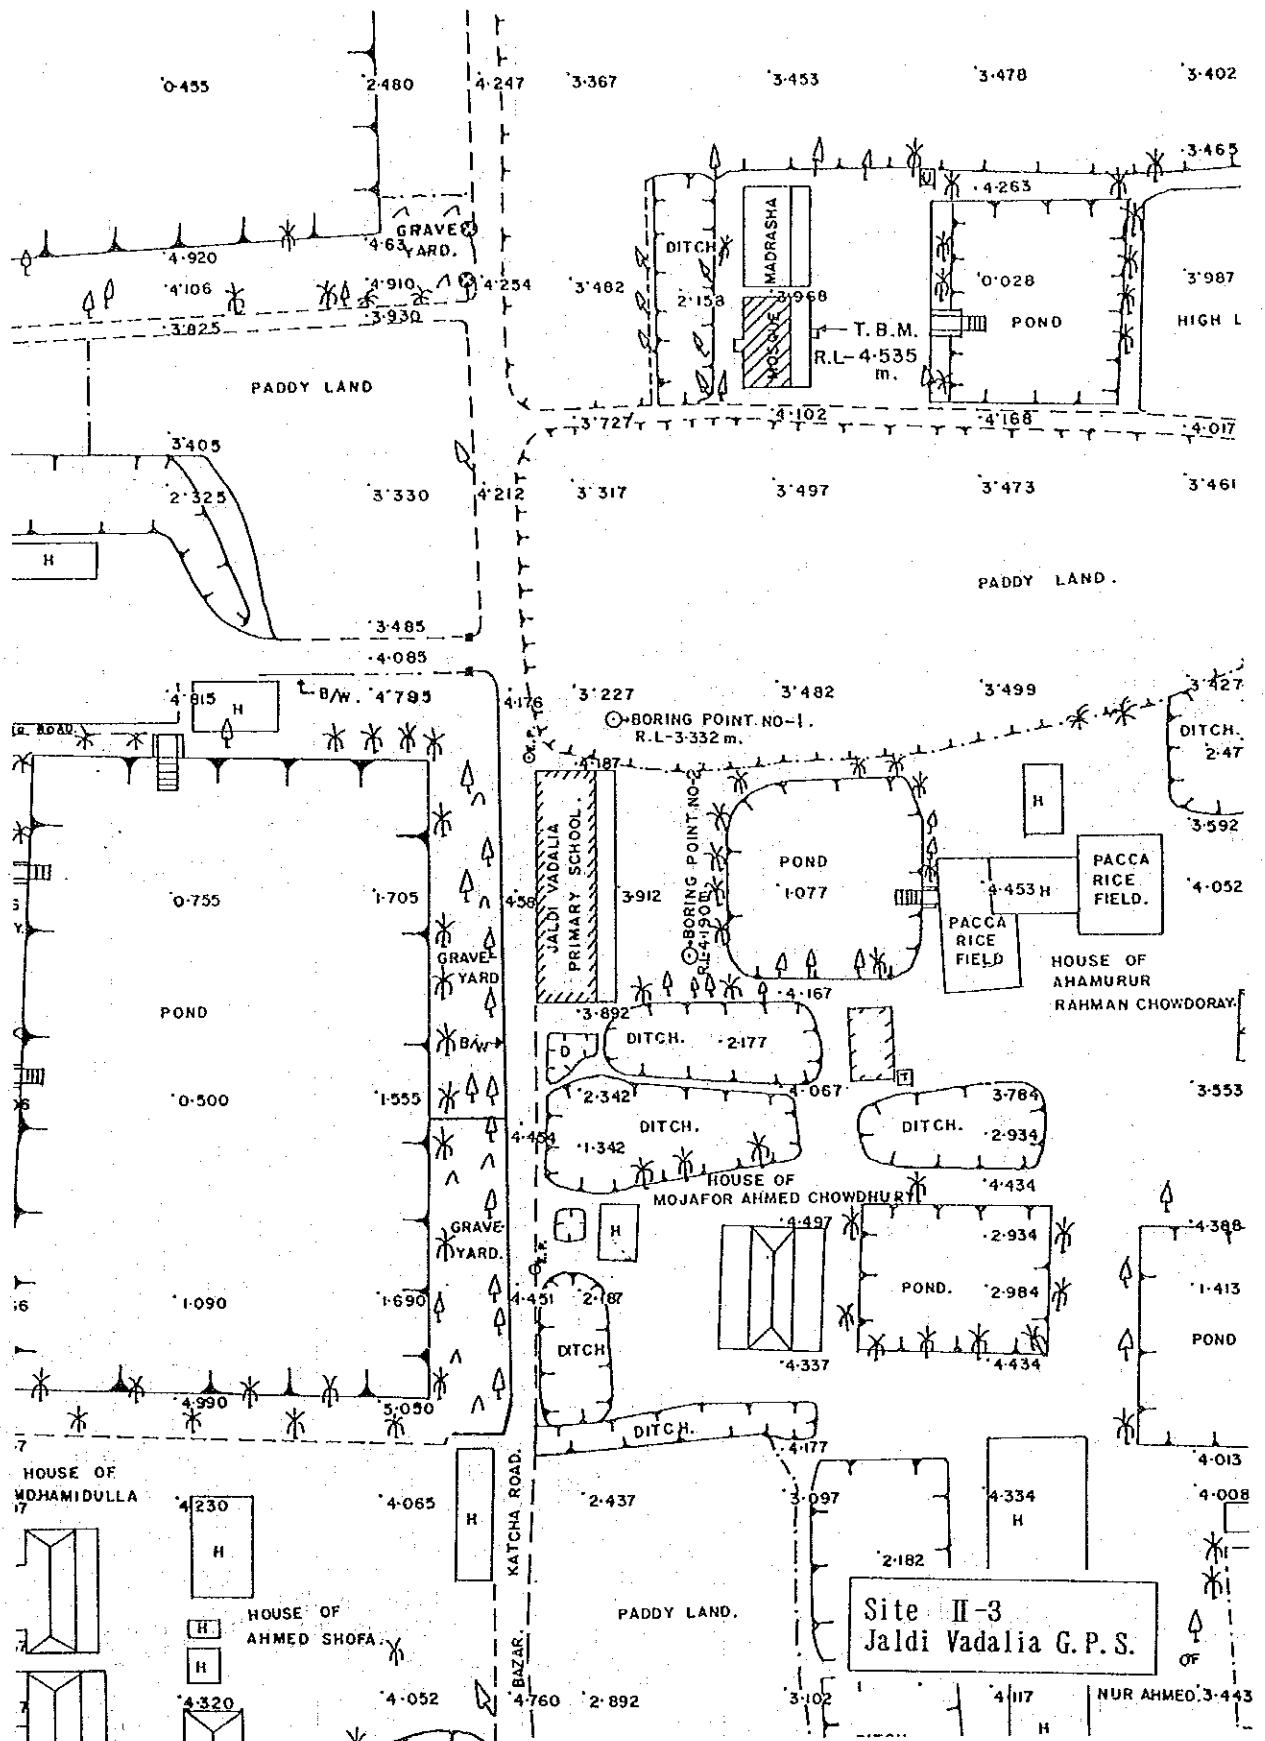 0.455 2.480 4.247 3.367 3.453 3.478 3.402
3.465
4.263
U
GRAVE
YARD.
4.63
4.920
DITCH
MADRASHA
4.106 4.910 4.254 3.482 2.158 3.968 0.028 3.987
3.825 3.930
MOSQUE
T.B.M.
R.L-4.535
m.
POND
HIGH L
PADDY LAND
3.727 4.102 4.168 4.017
3.405
2.325 3.330 4.212 3.317 3.497 3.473 3.461
H
PADDY LAND.
3.485
4.085
4.815 H B/W. 4.795 4.176 3.227 3.482 3.499 3.427
BORING POINT NO-1.
R.L-3.332 m.
ROAD
DITCH.
2.47
4.187
H
3.592
JALDI VADALIA
PRIMARY SCHOOL.
BORING POINT NO-2
POND
PACCA
RICE
FIELD.
0.755 1.705 4.58 3.912 1.077 4.453 H 4.052
PACCA
RICE
FIELD
GRAVE
YARD
HOUSE OF
AHAMURUR
RAHMAN CHOWDORAY
4.167
POND
3.892
DITCH. 2.177
B/W
D
T
0.500 1.555 2.342 4.067 3.784 3.553
DITCH.
DITCH. 2.934
4.454 1.342
4.434
HOUSE OF
MOJAFOR AHMED CHOWDHURY
GRAVE
YARD.
H
4.497 2.934 4.388
1.090 1.690 4.451 2.187 POND. 2.984 1.413
DITCH
POND
4.337 4.434
4.990 5.050
DITCH.
4.177
4.013
HOUSE OF
MDHAMIDULLA
4.230 4.065 2.437 3.097 4.334 4.008
H
H
H
KATCHA ROAD.
2.182
HOUSE OF
AHMED SHOFA.
H
H
PADDY LAND.
BAZAR.
Site II-3
Jaldi Vadalia G.P.S.
OF
NUR AHMED.
4.320 4.052 4.760 2.892 3.102 4.117 3.443
H